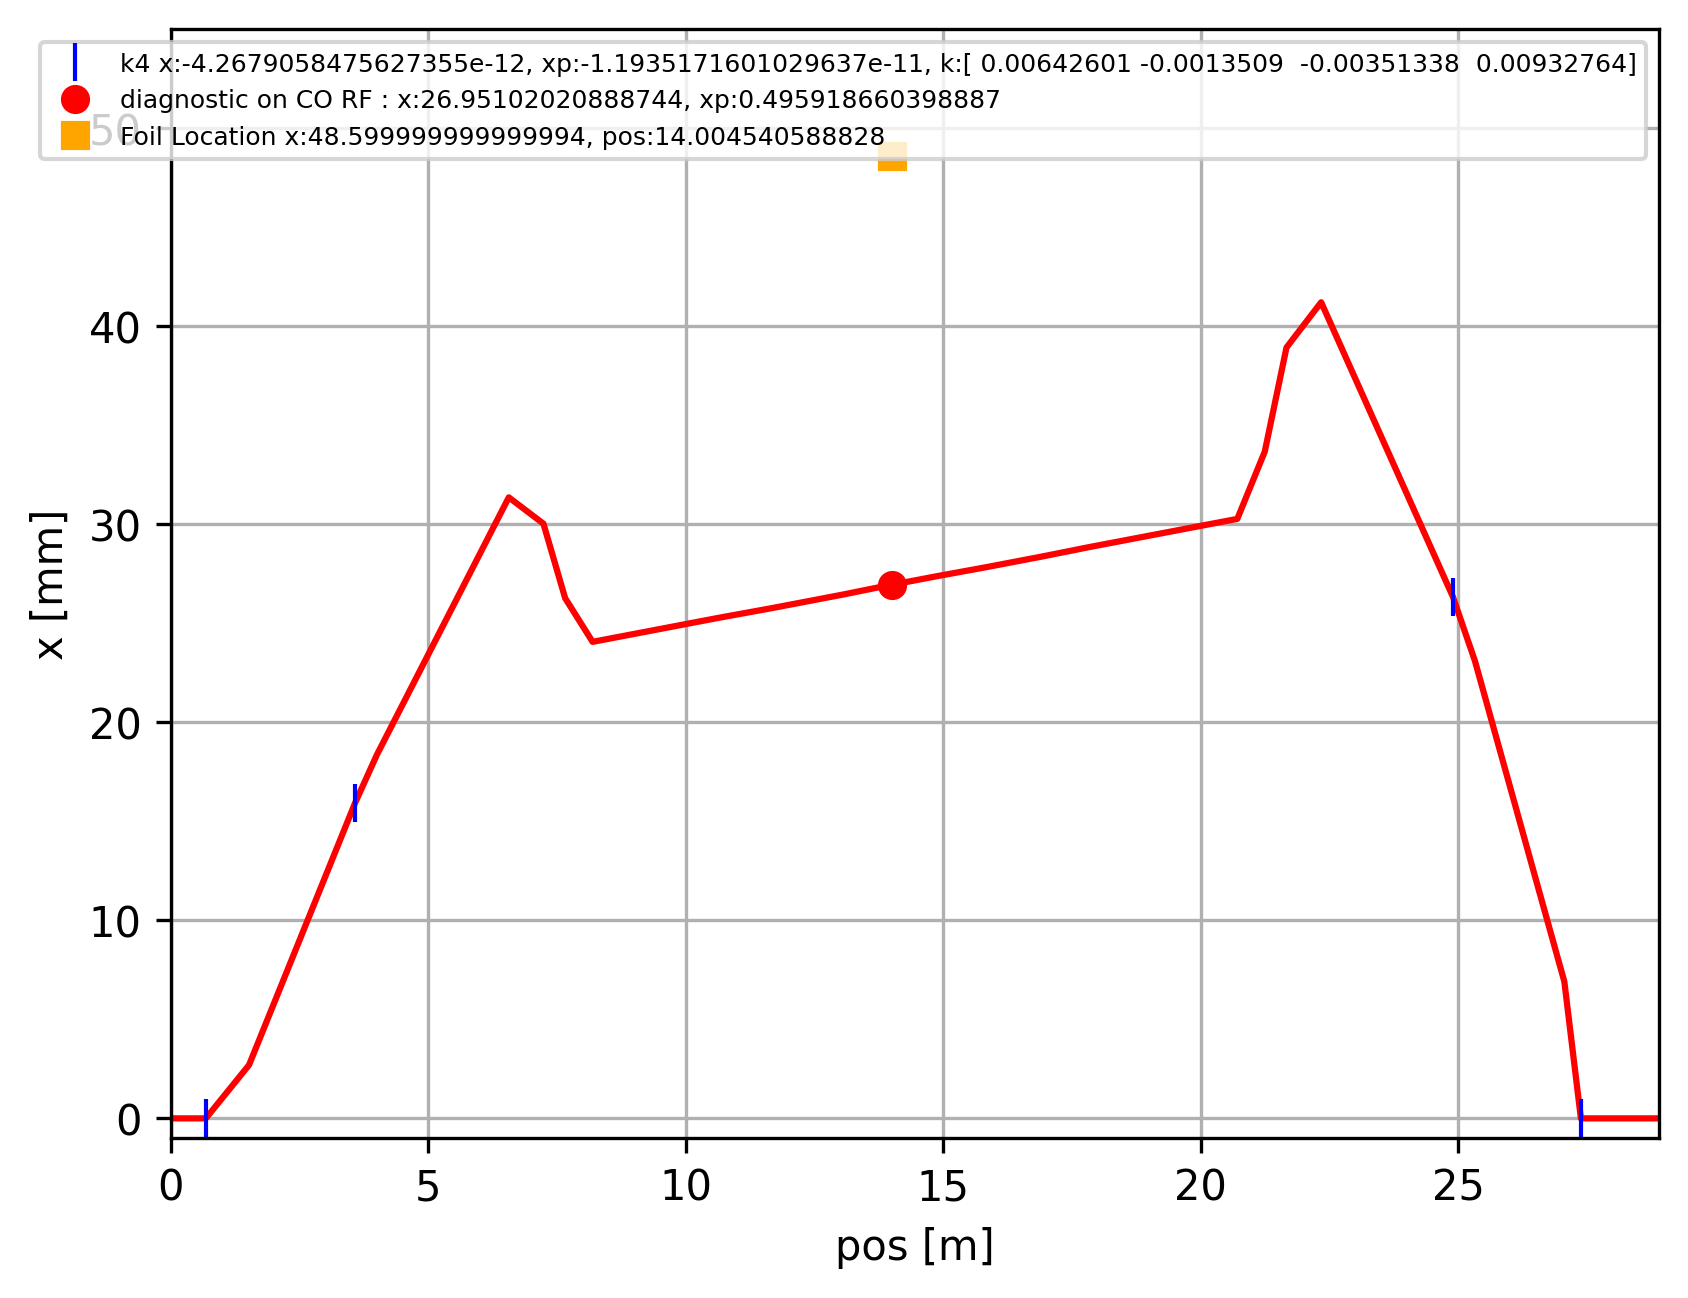 k4 x:-4.2679058475627355e-12, xp:-1.1935171601029637e-11, k:[ 0.00642601 -0.0013509  -0.00351338  0.00932764]
diagnostic on CO RF : x:26.95102020888744, xp:0.495918660398887
Foil Location x:48.599999999999994, pos:14.004540588828
50
40
30
20
10
0
x [mm]
0 5 10 15 20 25
pos [m]